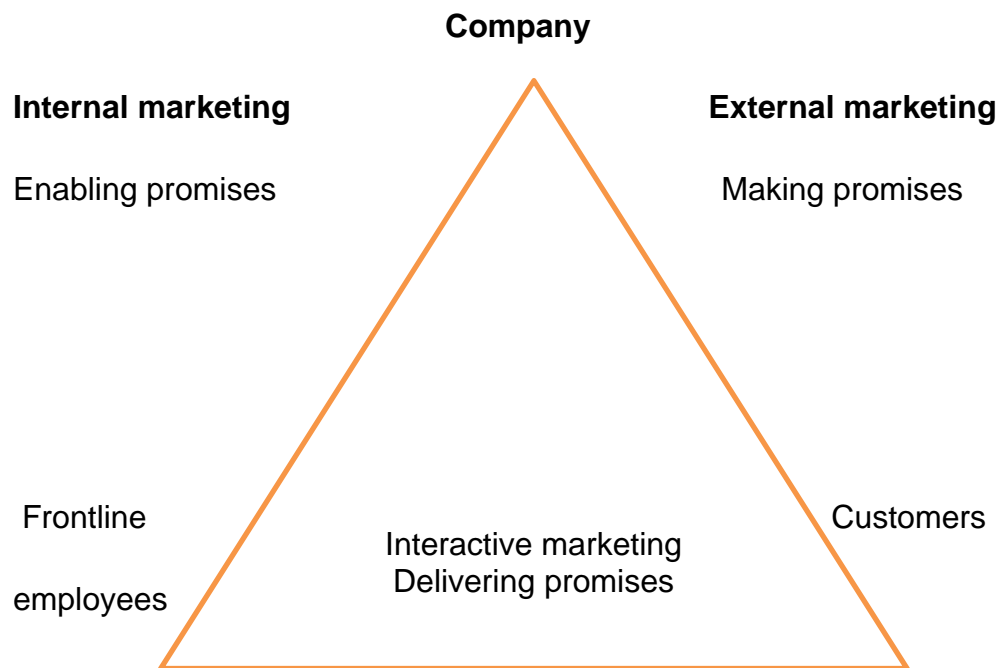 Company
Internal marketing
External marketing
Enabling promises
Making promises
Frontline
Customers
Interactive marketing
Delivering promises
employees